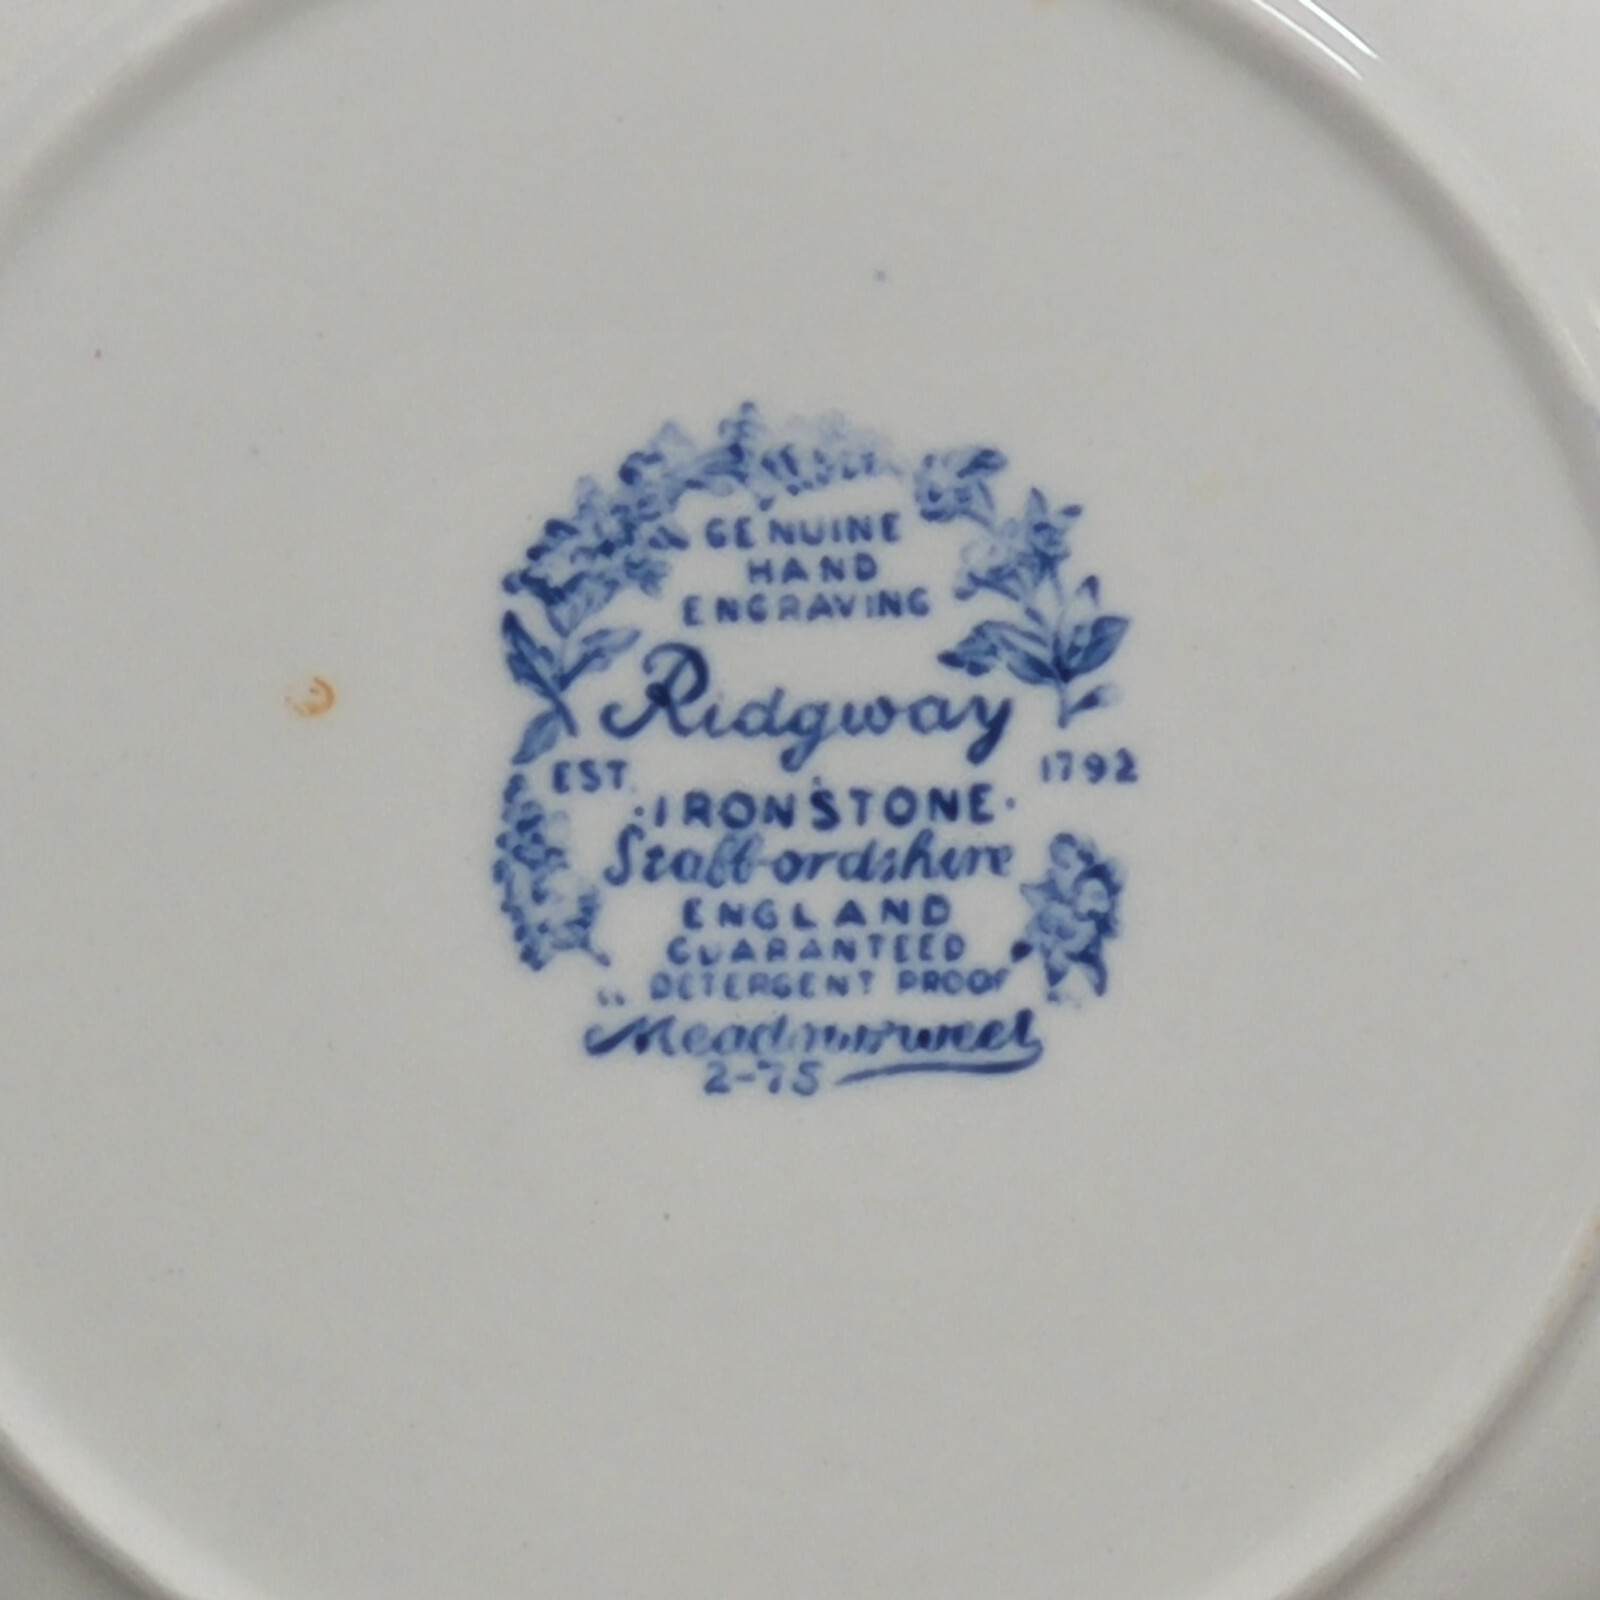 GENUINE
HAND
ENGRAVING
Ridgway
EST. 1792
·IRONSTONE·
Staffordshire
ENGLAND
GUARANTEED
DETERGENT PROOF
"Meadowsweet
2-75